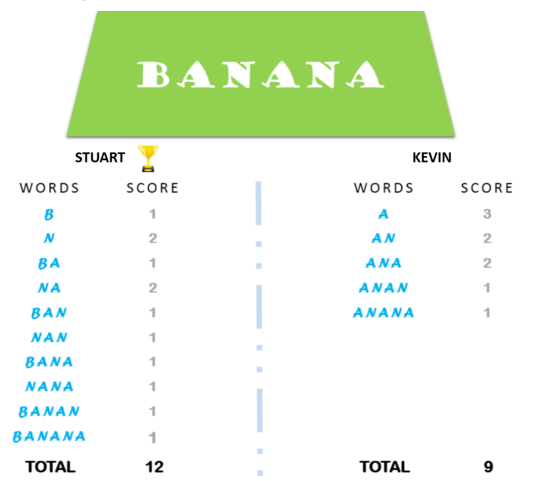 BANANA
STUART KEVIN
WORDS SCORE WORDS SCORE
B 1 A 3
N 2 AN 2
BA 1 ANA 2
NA 2 ANAN 1
BAN 1 ANANA 1
NAN 1
BANA 1
NANA 1
BANAN 1
BANANA 1
TOTAL 12 TOTAL 9